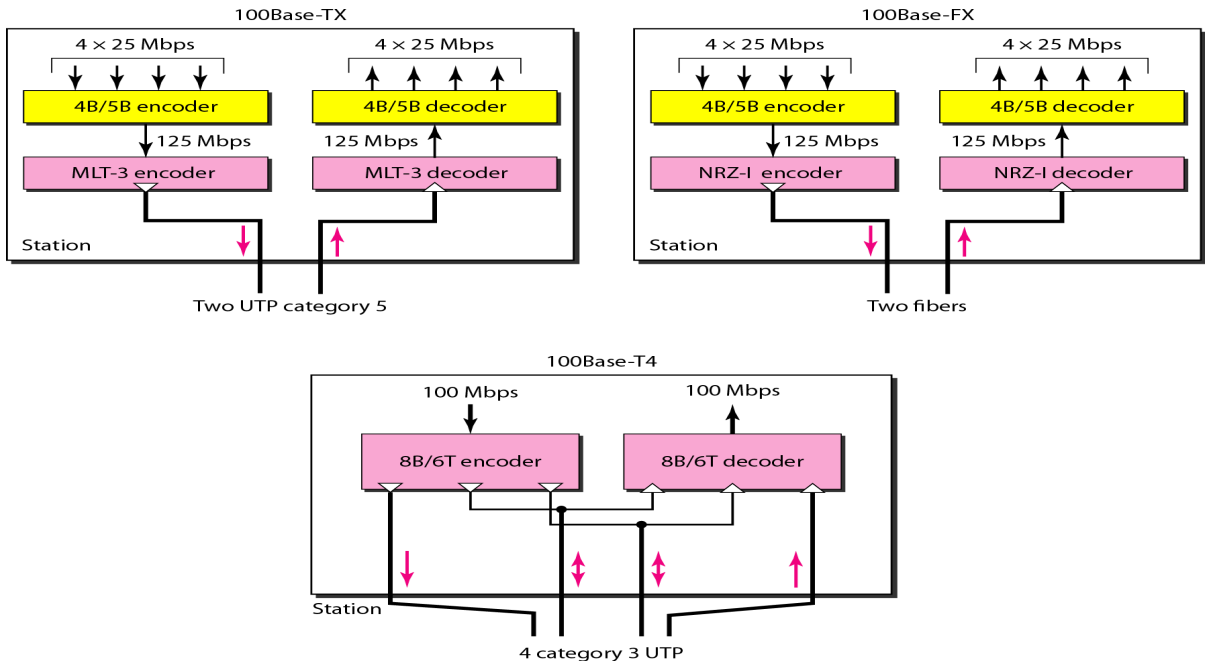 100Base-TX
4 × 25 Mbps
4 × 25 Mbps
4B/5B encoder
4B/5B decoder
125 Mbps
125 Mbps
MLT-3 encoder
MLT-3 decoder
Station
Two UTP category 5
100Base-FX
4 × 25 Mbps
4 × 25 Mbps
4B/5B encoder
4B/5B decoder
125 Mbps
125 Mbps
NRZ-I encoder
NRZ-I decoder
Station
Two fibers
100Base-T4
100 Mbps
100 Mbps
8B/6T encoder
8B/6T decoder
Station
4 category 3 UTP